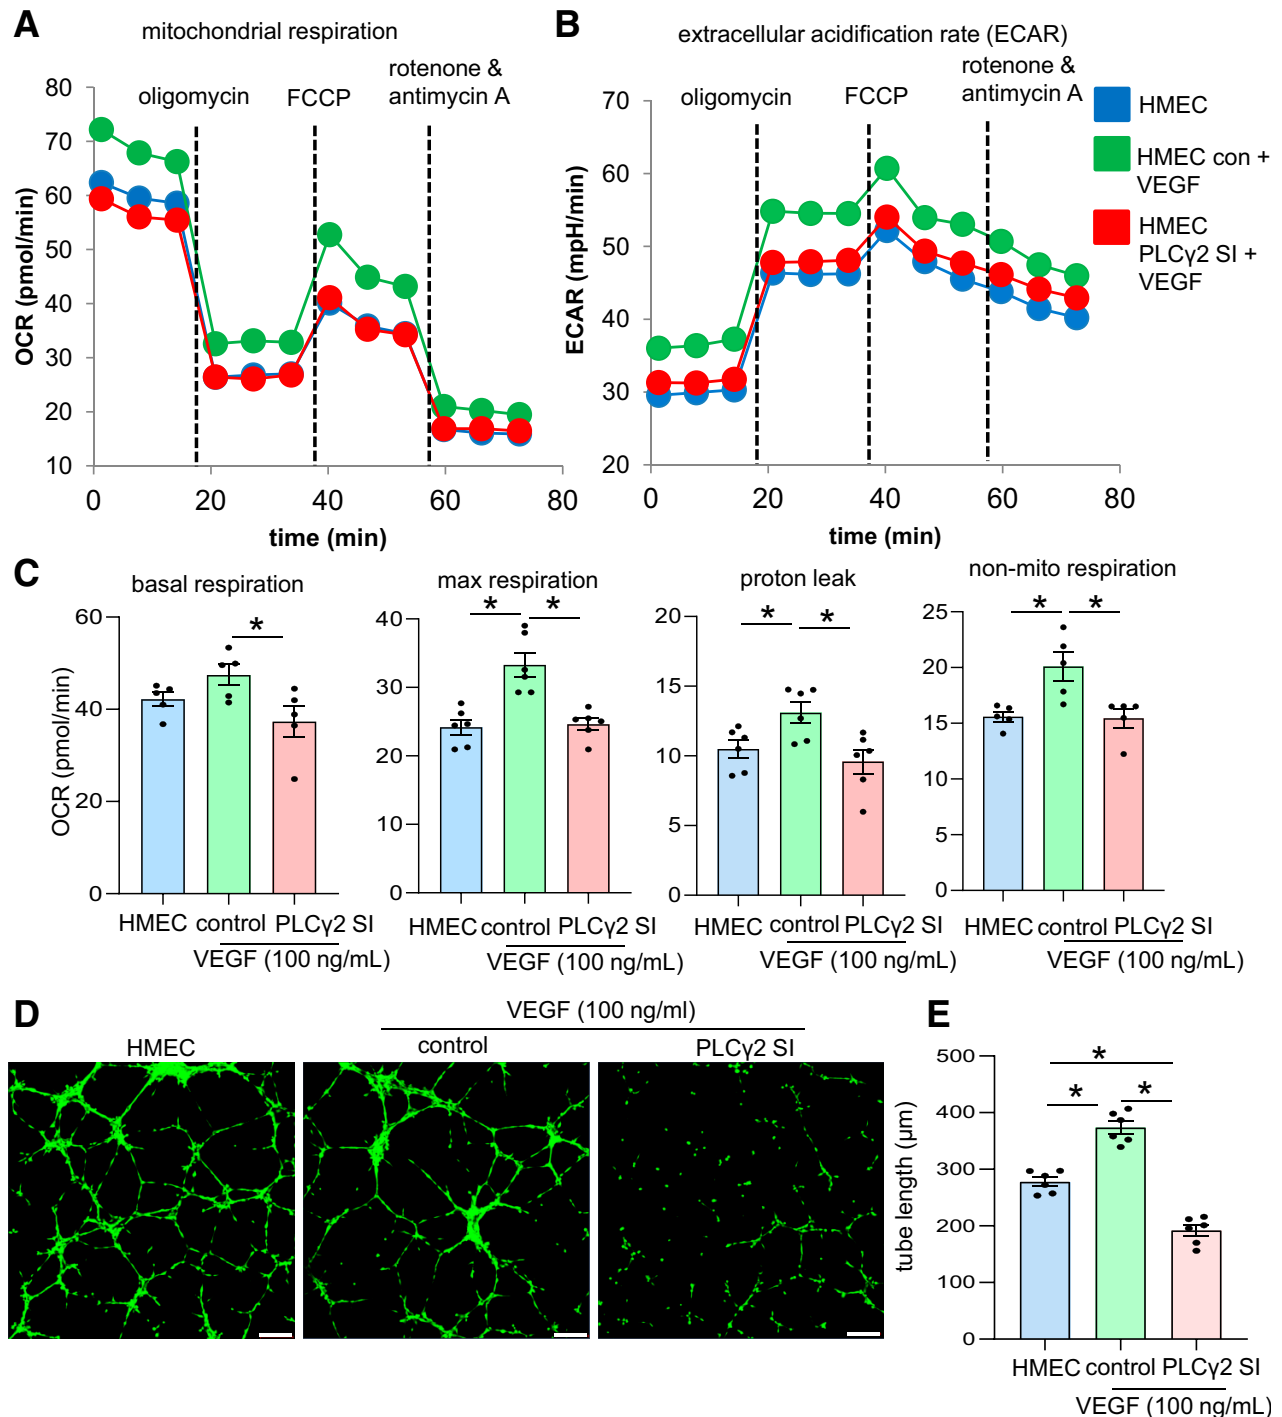 A
mitochondrial respiration
oligomycin
FCCP
rotenone &
antimycin A
OCR (pmol/min)
80
70
60
50
40
30
20
10
0
20
40
60
80
time (min)
B
extracellular acidification rate (ECAR)
oligomycin
FCCP
rotenone &
antimycin A
ECAR (mpH/min)
70
60
50
40
30
20
0
20
40
60
80
time (min)
HMEC
HMEC con +
VEGF
HMEC
PLCγ2 SI +
VEGF
C
basal respiration
OCR (pmol/min)
60
40
20
0
*
HMEC control PLCγ2 SI
VEGF (100 ng/mL)
max respiration
40
30
20
10
0
* *
HMEC control PLCγ2 SI
VEGF (100 ng/mL)
proton leak
20
15
10
5
0
* *
HMEC control PLCγ2 SI
VEGF (100 ng/mL)
non-mito respiration
25
20
15
10
5
0
* *
HMEC control PLCγ2 SI
VEGF (100 ng/mL)
D
VEGF (100 ng/ml)
HMEC
control
PLCγ2 SI
E
tube length (μm)
500
400
300
200
100
0
*
* *
HMEC control PLCγ2 SI
VEGF (100 ng/mL)